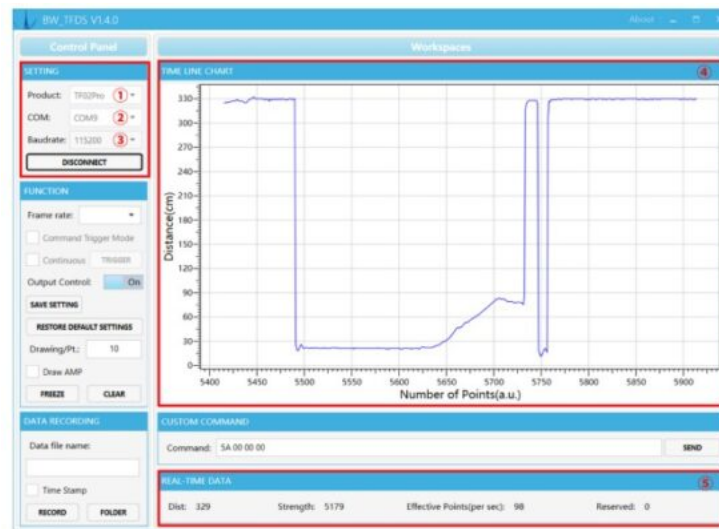 BW_TFDS V1.4.0
About
Control Panel
Workspaces
SETTING
Product: TF02Pro ①
COM: COM9 ②
Baudrate: 115200 ③
DISCONNECT
FUNCTION
Frame rate:
Command Trigger Mode
Continuous TRIGGER
Output Control: On
SAVE SETTING
RESTORE DEFAULT SETTINGS
Drawing/Pt.: 10
Draw AMP
FREEZE CLEAR
DATA RECORDING
Data file name:
Time Stamp
RECORD FOLDER
TIME LINE CHART ④
Distance(cm)
330
300
270
240
210
180
150
120
90
60
30
0
5400 5450 5500 5550 5600 5650 5700 5750 5800 5850 5900
Number of Points(a.u.)
CUSTOM COMMAND
Command: 5A 00 00 00 SEND
REAL-TIME DATA ⑤
Dist: 329 Strength: 5179 Effective Points(per sec): 98 Reserved: 0